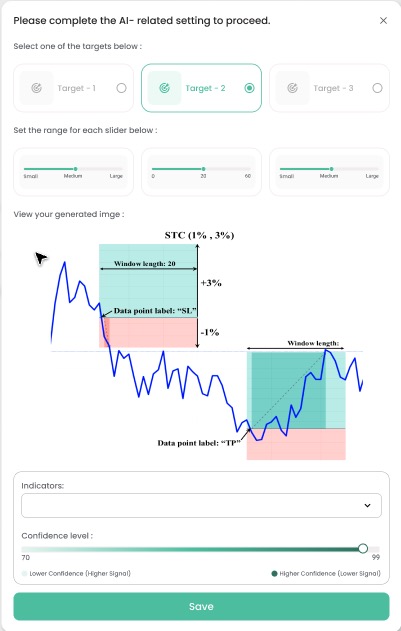 Please complete the AI- related setting to proceed.
Select one of the targets below :
Target - 1
Target - 2
Target - 3
Set the range for each slider below :
Small Medium Large
0 20 60
Small Medium Large
View your generated imge :
STC (1% , 3%)
Window length: 20
+3%
Data point label: “SL”
-1%
Window length:
Data point label: “TP”
Indicators:
Confidence level :
70 99
Lower Confidence (Higher Signal) Higher Confidence (Lower Signal)
Save